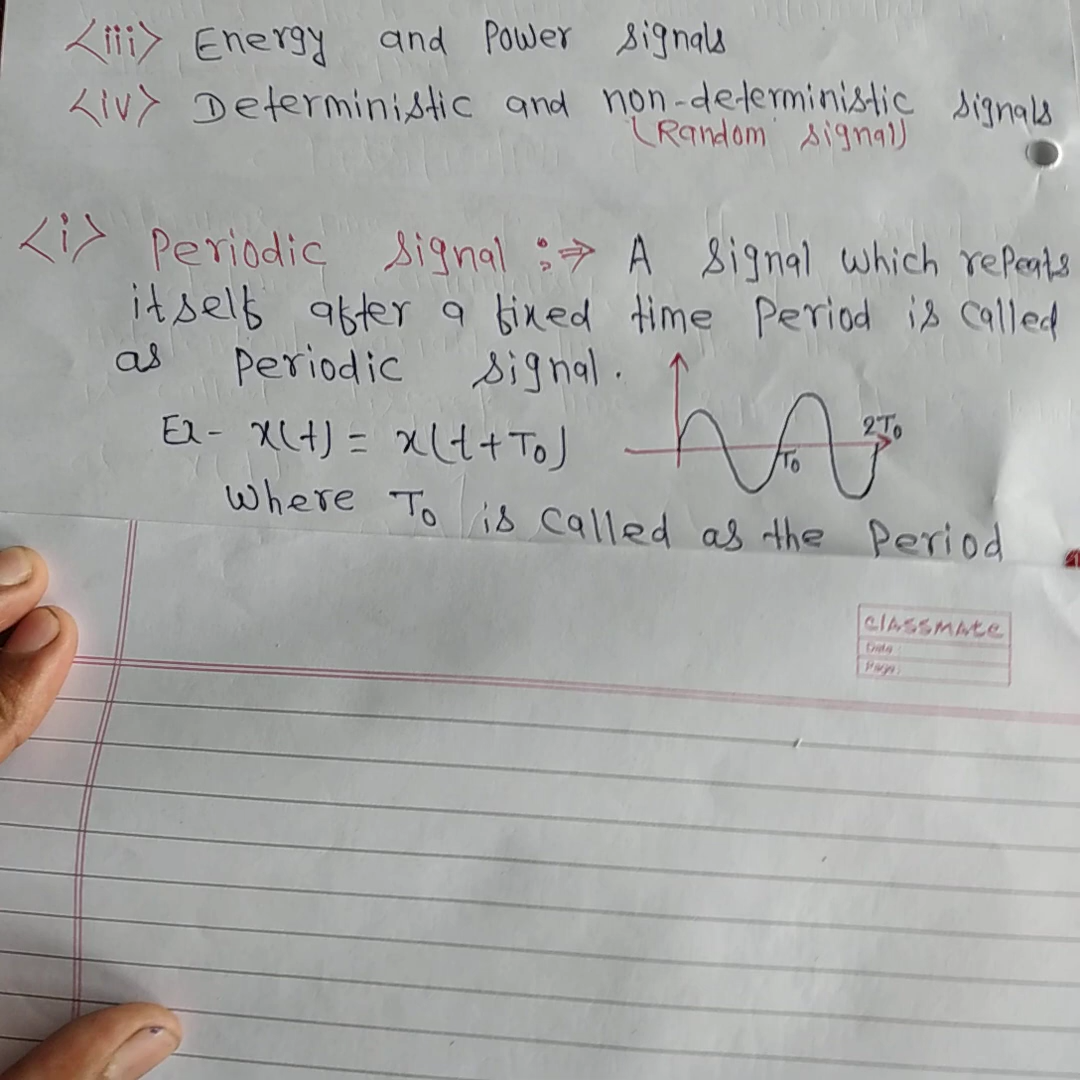 <iii> Energy and Power signals
<iv> Deterministic and non-deterministic signals
(Random signal)
<i> Periodic signal :⇒ A signal which repeats
itself after a fixed time period is called
as periodic signal.
Ex- x(t) = x(t+T₀)
T₀ 2T₀
where T₀ is called as the period
classmate
Date
Page